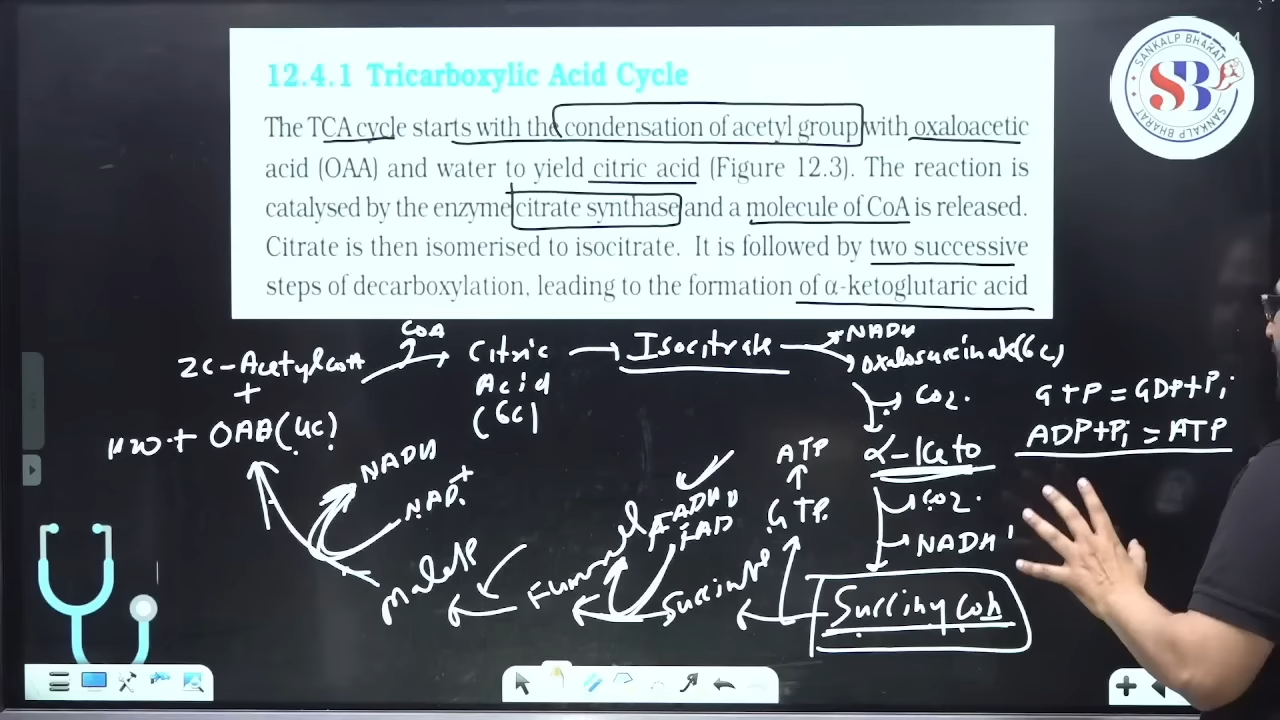 SANKALP BHARAT
SB
SANKALP BHARAT
12.4.1 Tricarboxylic Acid Cycle
The TCA cycle starts with the condensation of acetyl group with oxaloacetic
acid (OAA) and water to yield citric acid (Figure 12.3). The reaction is
catalysed by the enzyme citrate synthase and a molecule of CoA is released.
Citrate is then isomerised to isocitrate. It is followed by two successive
steps of decarboxylation, leading to the formation of α-ketoglutaric acid
CoA
2C-AcetylCoA
+
H2O + OAA(4C)
Citric
Acid
(6C)
Isocitrate
NADH
Oxalosuccinate(6C)
CO2.
α-Keto
CO2.
NADH
Succiny CoA
GTP = GDP+Pi
ADP+Pi = ATP
ATP
GTP
Succinate
FADH2
FAD
Malate
NAD+
NADH